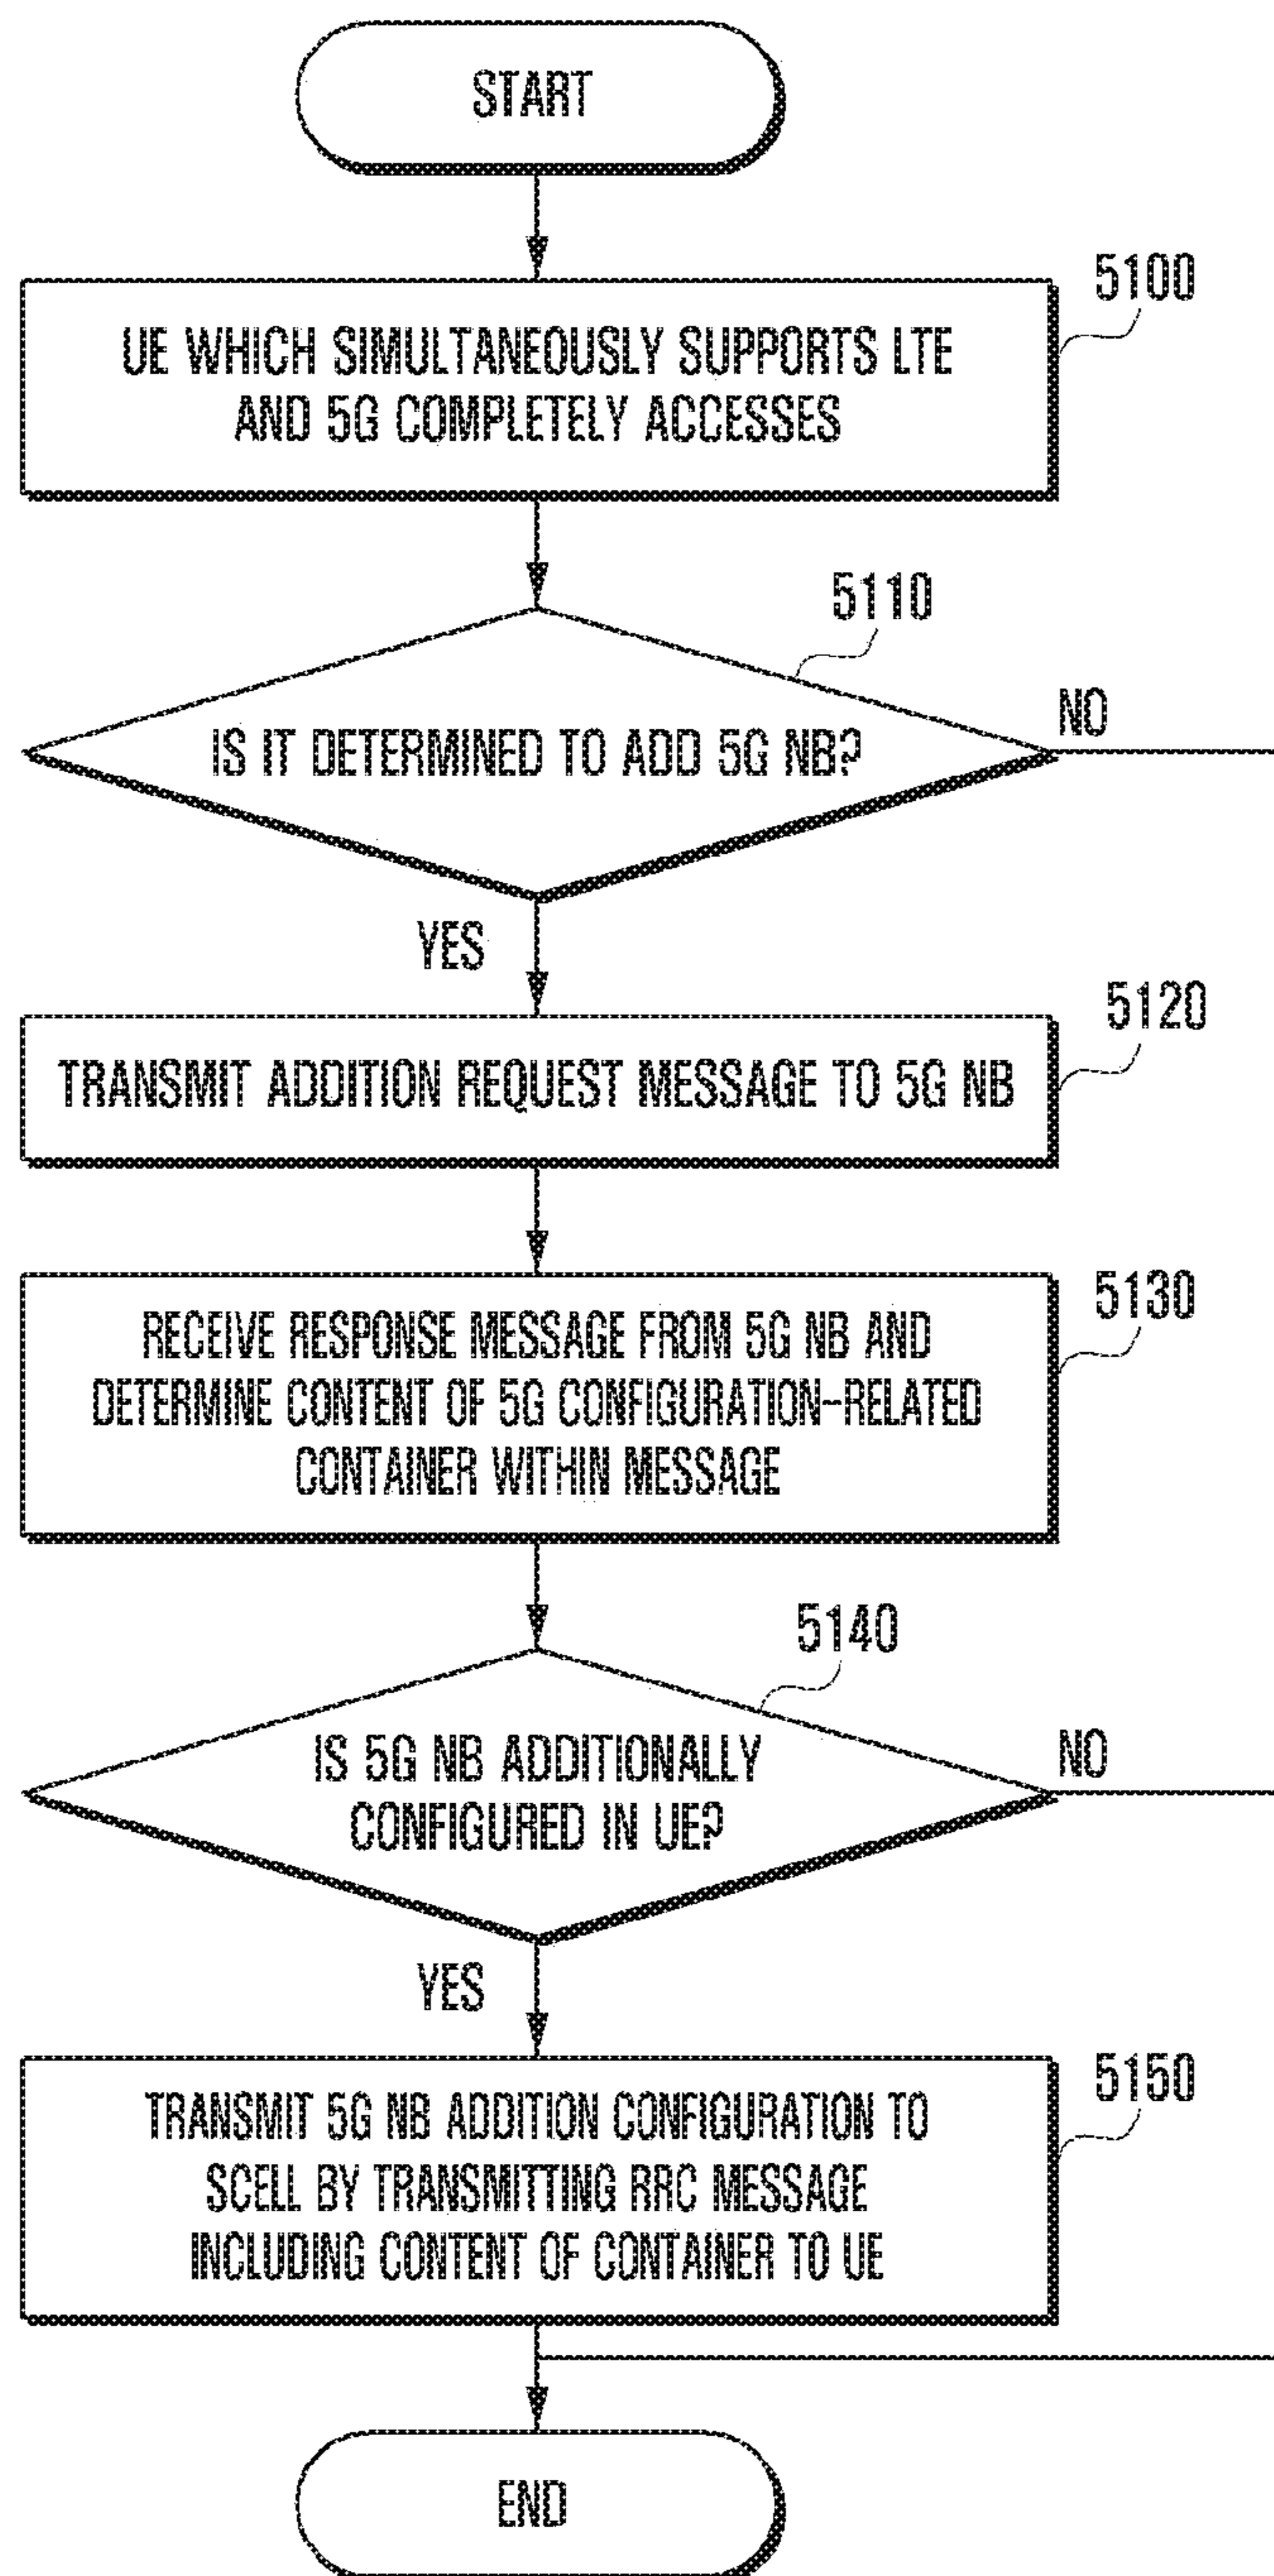 START
5100
UE WHICH SIMULTANEOUSLY SUPPORTS LTE
AND 5G COMPLETELY ACCESSES
5110
IS IT DETERMINED TO ADD 5G NB?
NO
YES
5120
TRANSMIT ADDITION REQUEST MESSAGE TO 5G NB
5130
RECEIVE RESPONSE MESSAGE FROM 5G NB AND
DETERMINE CONTENT OF 5G CONFIGURATION-RELATED
CONTAINER WITHIN MESSAGE
5140
IS 5G NB ADDITIONALLY
CONFIGURED IN UE?
NO
YES
5150
TRANSMIT 5G NB ADDITION CONFIGURATION TO
SCELL BY TRANSMITTING RRC MESSAGE
INCLUDING CONTENT OF CONTAINER TO UE
END